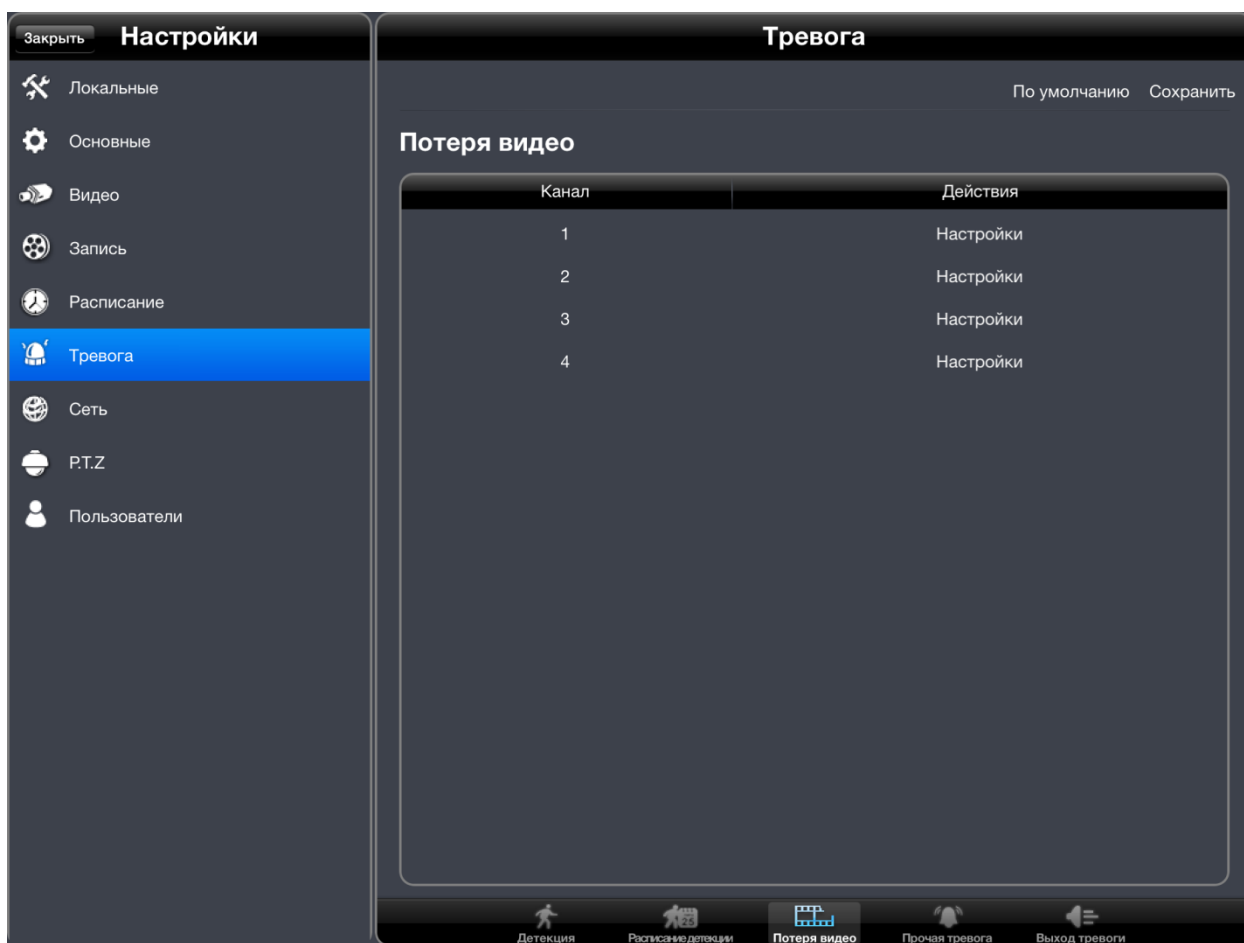 Закрыть Настройки
Локальные
Основные
Видео
Запись
Расписание
Тревога
Сеть
P.T.Z
Пользователи
Тревога
По умолчанию Сохранить
Потеря видео
Канал Действия
1 Настройки
2 Настройки
3 Настройки
4 Настройки
25
Детекция Расписание детекции Потеря видео Прочая тревога Выход тревоги